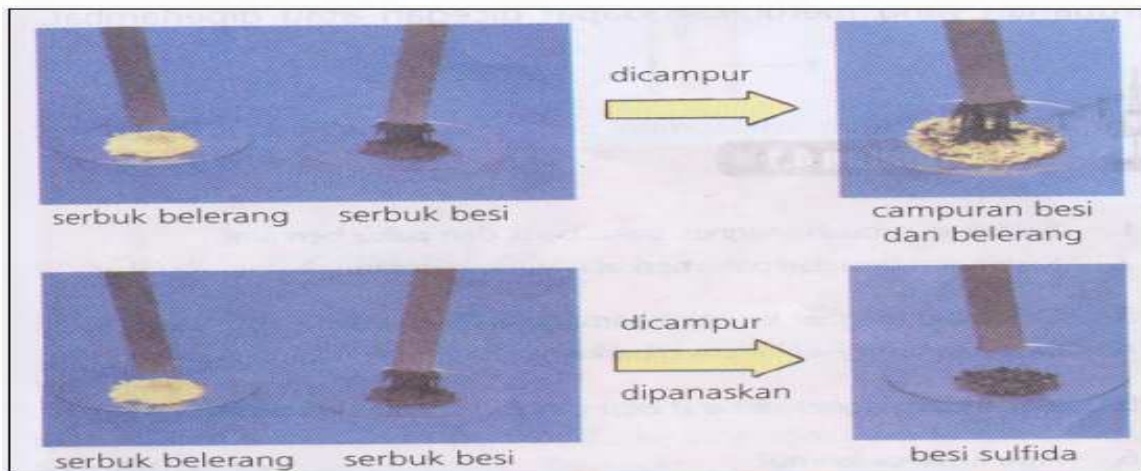 dicampur
serbuk belerang serbuk besi
campuran besi
dan belerang
dicampur
dipanaskan
serbuk belerang serbuk besi
besi sulfida